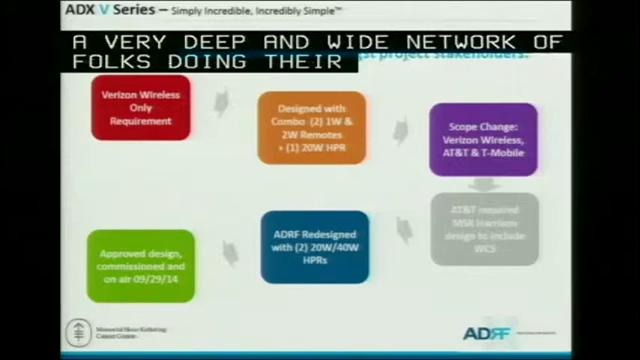 ADX V Series – Simply Incredible, Incredibly Simple™
A VERY DEEP AND WIDE NETWORK OF
FOLKS DOING THEIR
project stakeholders.
Verizon Wireless
Only
Requirement
Designed with
Combo (2) 1W &
2W Remotes
+ (1) 20W HPR
Scope Change:
Verizon Wireless,
AT&T & T-Mobile
AT&T required
MSK Harrison
design to include
WCS
ADRF Redesigned
with (2) 20W/40W
HPRs
Approved design,
commissioned and
on air 09/29/14
Memorial Sloan Kettering
Cancer Center
ADRF